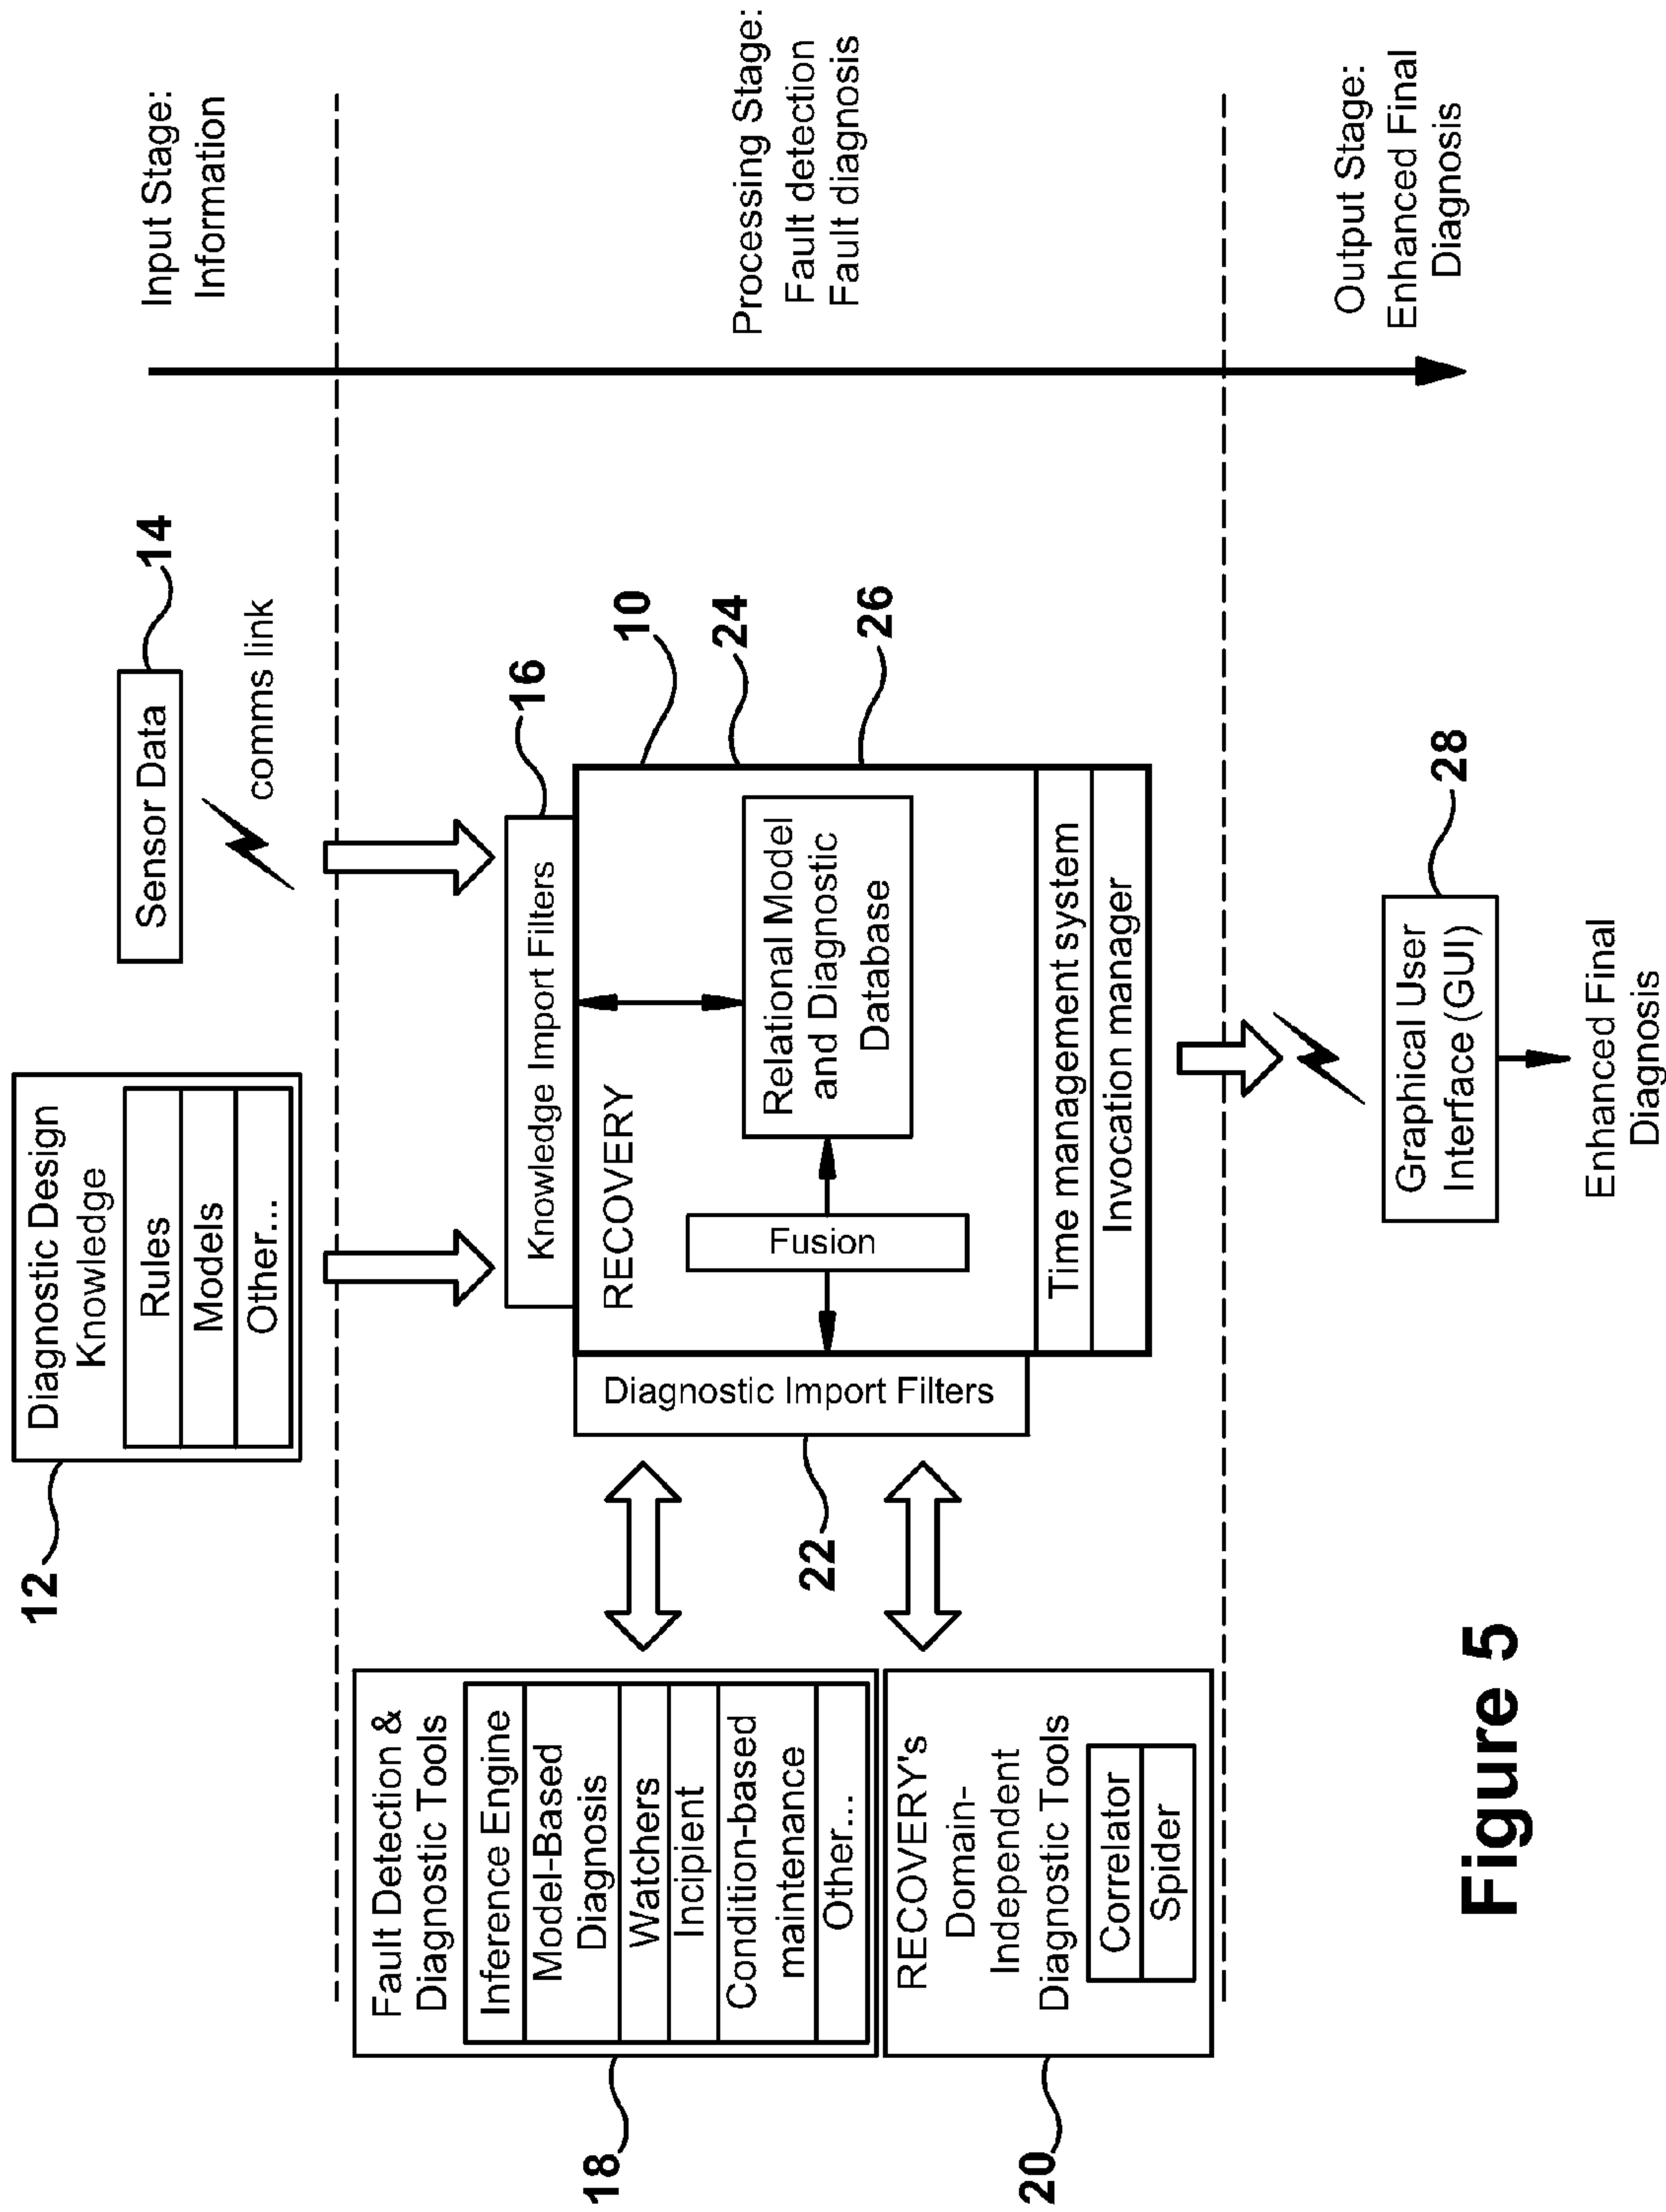 12
Diagnostic Design
Knowledge
Rules
Models
Other...
Sensor Data
14
comms link
Input Stage:
Information
Fault Detection &
Diagnostic Tools
Inference Engine
Model-Based
Diagnosis
Watchers
Incipient
Condition-based
maintenance
Other...
18
RECOVERY's
Domain-
Independent
Diagnostic Tools
Correlator
Spider
20
Diagnostic Import Filters
22
Knowledge Import Filters
16
RECOVERY
10
24
26
Fusion
Relational Model
and Diagnostic
Database
Time management system
Invocation manager
Processing Stage:
Fault detection
Fault diagnosis
Graphical User
Interface (GUI)
28
Enhanced Final
Diagnosis
Output Stage:
Enhanced Final
Diagnosis
Figure 5